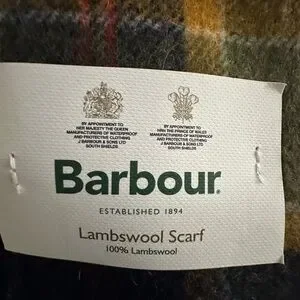 BY APPOINTMENT TO
HER MAJESTY THE QUEEN
MANUFACTURERS OF WATERPROOF
AND PROTECTIVE CLOTHING
J BARBOUR & SONS LTD
SOUTH SHIELDS
BY APPOINTMENT TO
HRH THE PRINCE OF WALES
MANUFACTURERS OF WATERPROOF
AND PROTECTIVE CLOTHING
J BARBOUR & SONS LTD
SOUTH SHIELDS
Barbour®
ESTABLISHED 1894
Lambswool Scarf
100% Lambswool